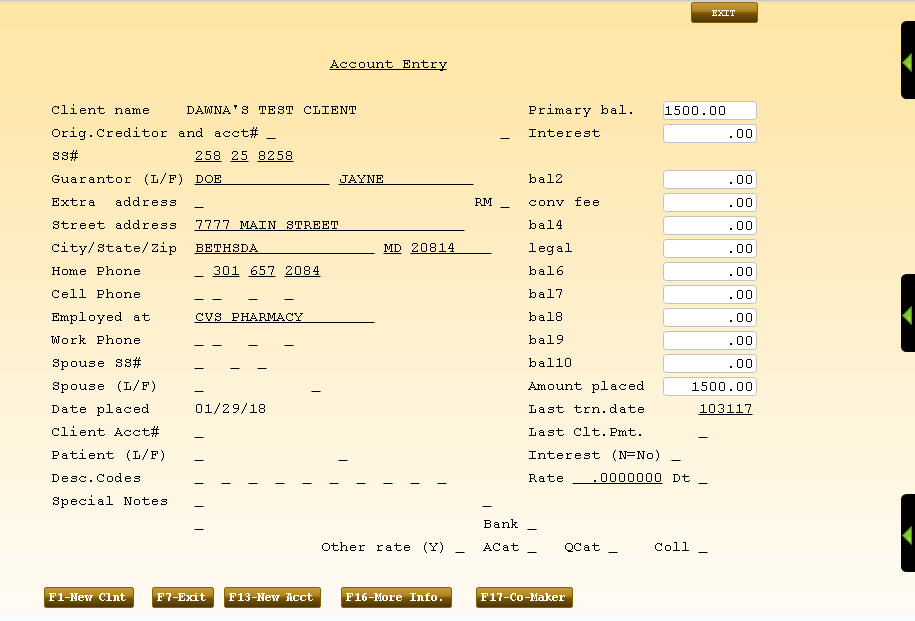 EXIT
Account Entry
Client name DAWNA'S TEST CLIENT Primary bal. 1500.00
Orig.Creditor and acct# _ _ Interest .00
SS# 258 25 8258
Guarantor (L/F) DOE JAYNE bal2 .00
Extra address _ RM _ conv fee .00
Street address 7777 MAIN STREET bal4 .00
City/State/Zip BETHSDA MD 20814 legal .00
Home Phone _ 301 657 2084 bal6 .00
Cell Phone _ _ _ _ bal7 .00
Employed at CVS PHARMACY bal8 .00
Work Phone _ _ _ _ bal9 .00
Spouse SS# _ _ _ bal10 .00
Spouse (L/F) _ _ Amount placed 1500.00
Date placed 01/29/18 Last trn.date 103117
Client Acct# _ Last Clt.Pmt. _
Patient (L/F) _ _ Interest (N=No) _
Desc.Codes _ _ _ _ _ _ _ _ _ _ Rate .0000000 Dt _
Special Notes _ _
_ Bank _
Other rate (Y) _ ACat _ QCat _ Coll _
F1-New Clnt F7-Exit F13-New Acct F16-More Info. F17-Co-Maker